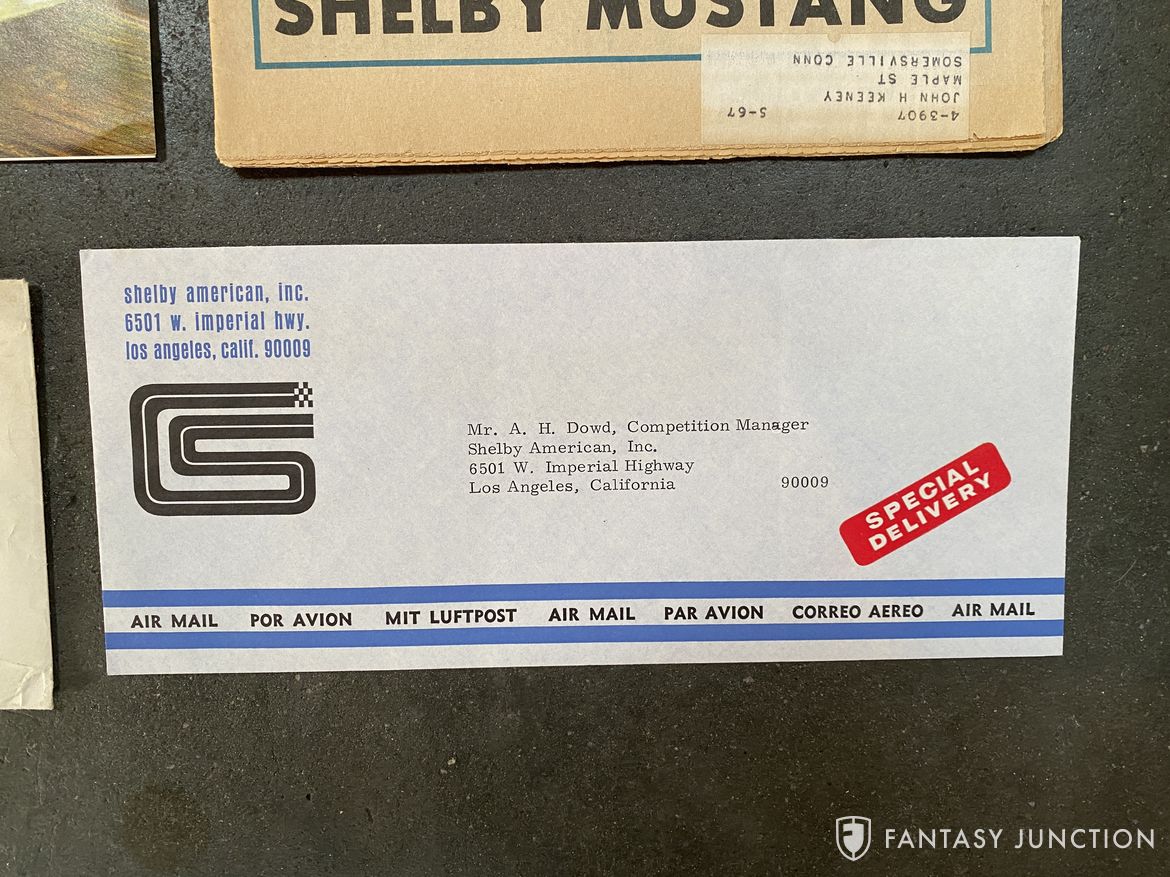 SHELBY MUSTANG
4-3907 S-67
JOHN H KEENEY
MAPLE ST
SOMERSVILLE CONN
shelby american, inc.
6501 w. imperial hwy.
los angeles, calif. 90009
Mr. A. H. Dowd, Competition Manager
Shelby American, Inc.
6501 W. Imperial Highway
Los Angeles, California 90009
SPECIAL
DELIVERY
AIR MAIL POR AVION MIT LUFTPOST AIR MAIL PAR AVION CORREO AEREO AIR MAIL
FANTASY JUNCTION